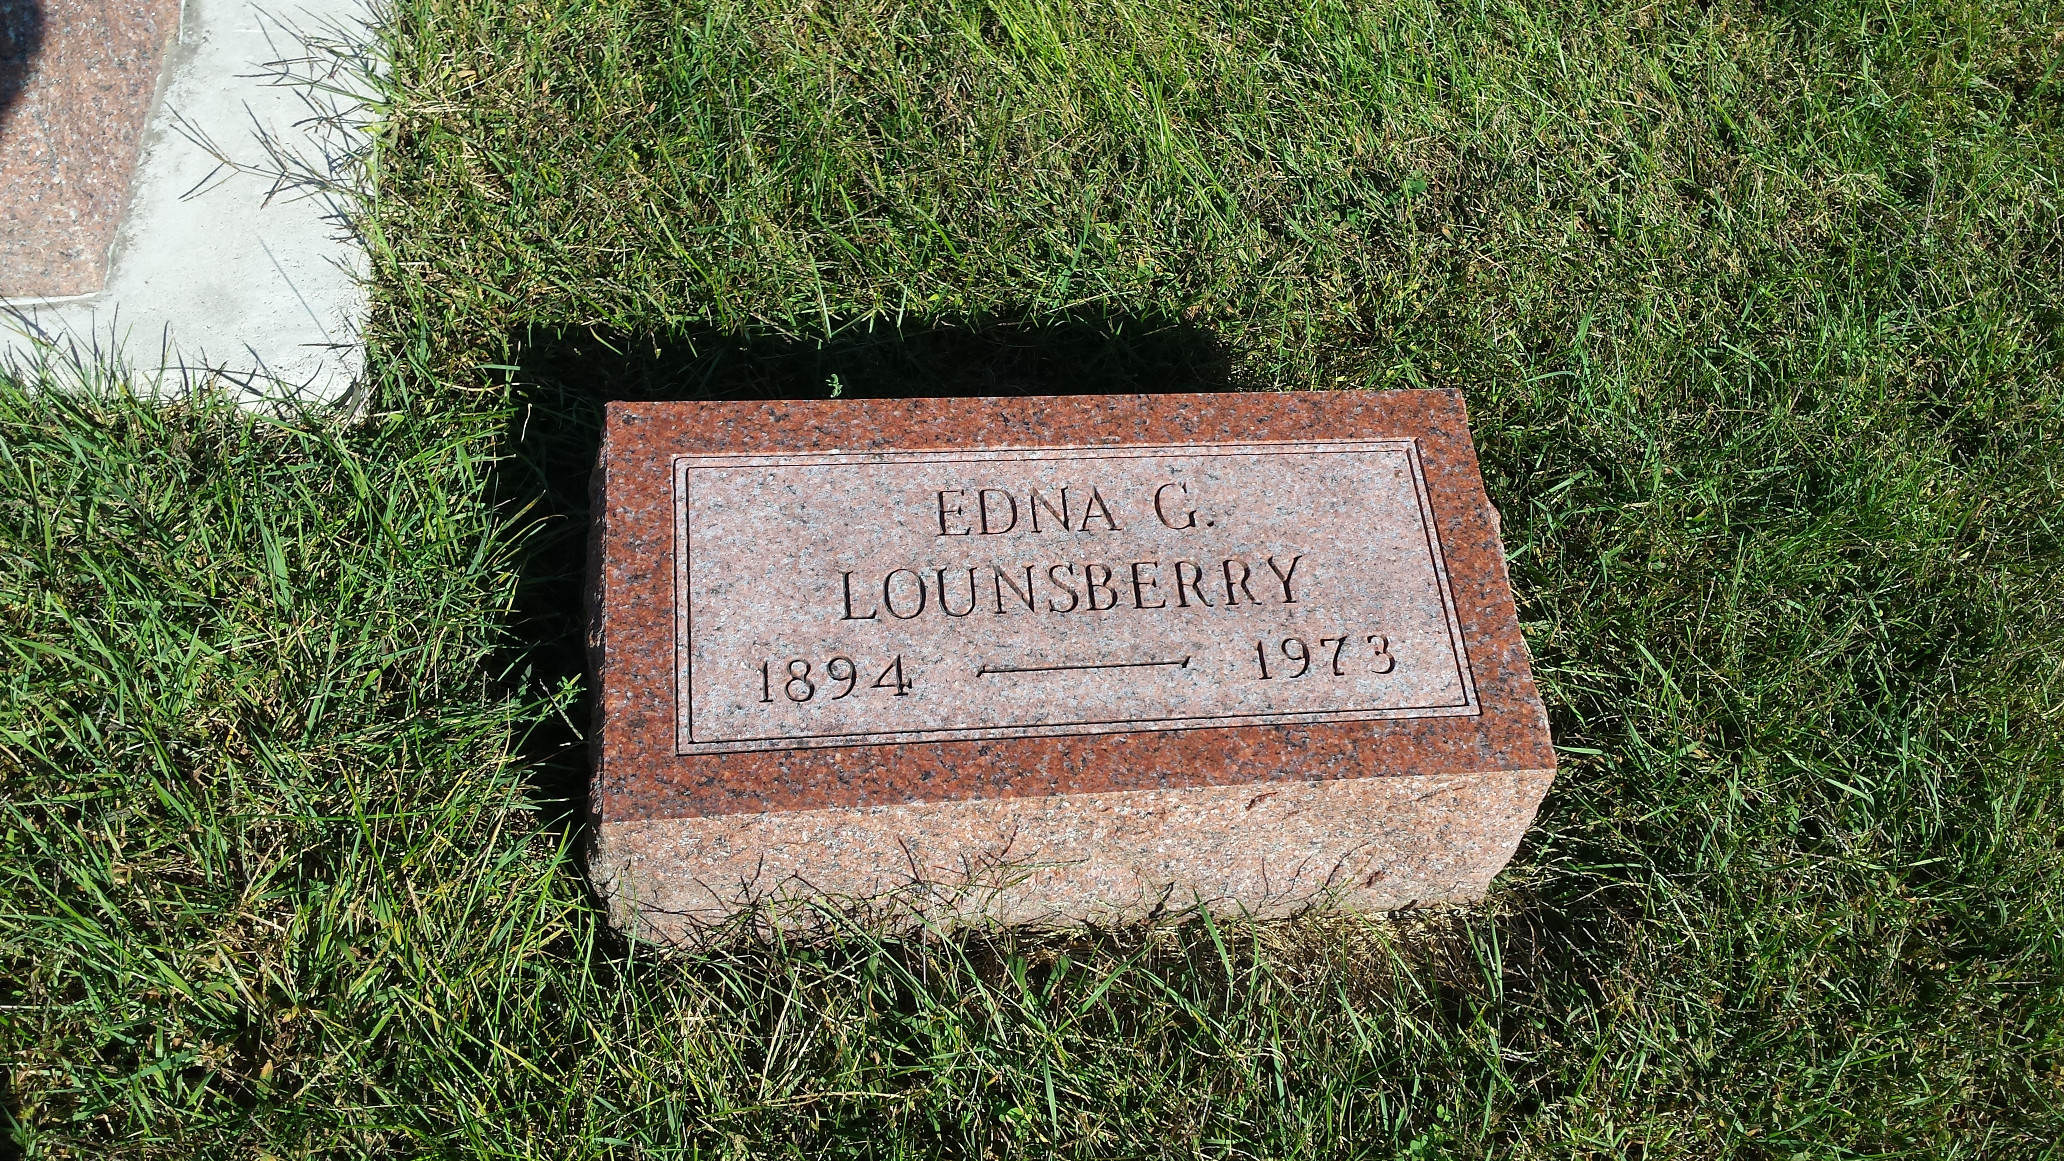 EDNA G.
LOUNSBERRY
1894 — 1973